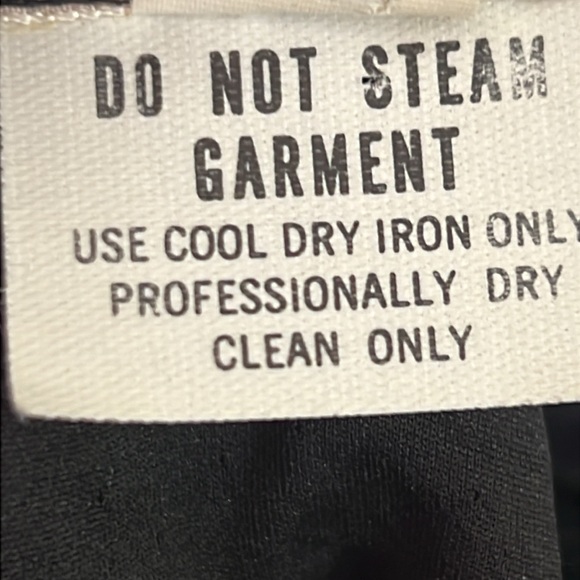 DO NOT STEAM
GARMENT
USE COOL DRY IRON ONLY
PROFESSIONALLY DRY
CLEAN ONLY